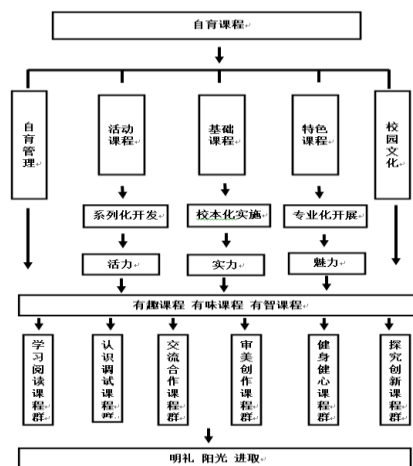 自育课程
自育管理
活动
课程
基础
课程
特色
课程
校园文化
系列化开发
校本化实施
专业化开展
活力
实力
魅力
有趣课程 有味课程 有智课程
学习阅读课程群
认识调试课程群
交流合作课程群
审美创作课程群
健身健心课程群
探究创新课程群
明礼 阳光 进取